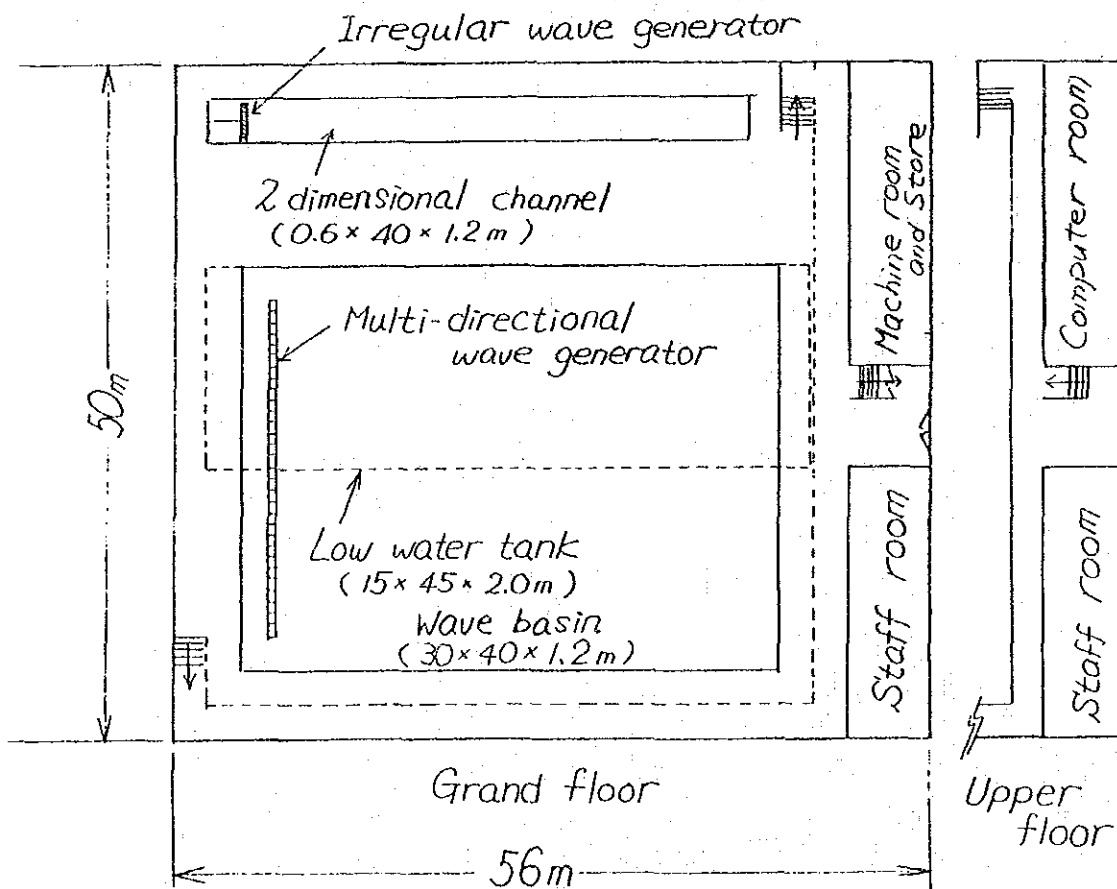 Irregular wave generator
2 dimensional channel
(0.6 × 40 × 1.2 m)
Machine room
and Store
Computer room
Multi-directional
wave generator
50m
Low water tank
(15 × 45 × 2.0m)
Wave basin
(30 × 40 × 1.2 m)
Staff room
Staff room
Grand floor
Upper
floor
56m